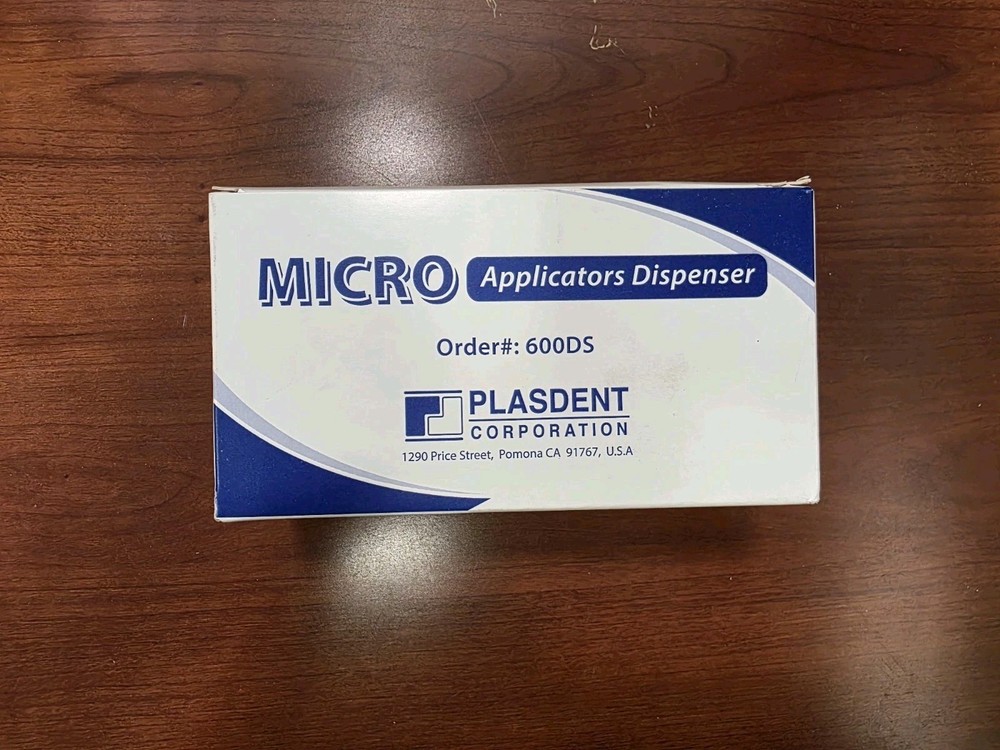 MICRO Applicators Dispenser
Order#: 600DS
PLASDENT
CORPORATION
1290 Price Street, Pomona CA 91767, U.S.A